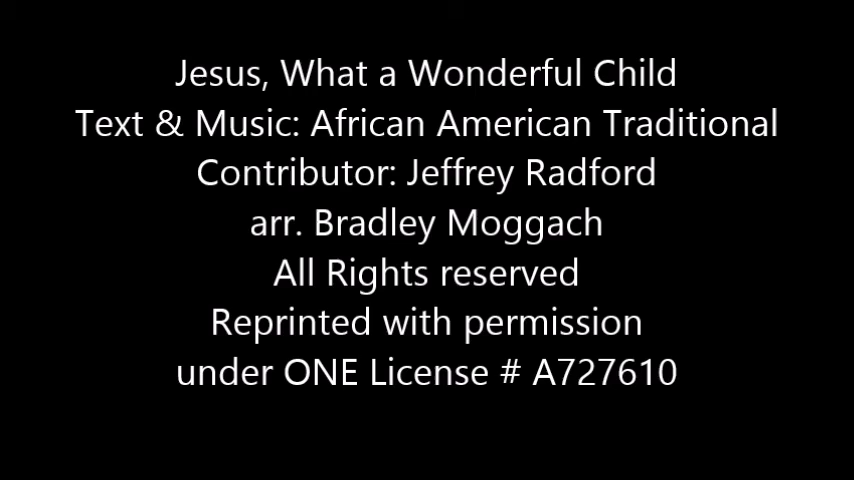 Jesus, What a Wonderful Child
Text & Music: African American Traditional
Contributor: Jeffrey Radford
arr. Bradley Moggach
All Rights reserved
Reprinted with permission
under ONE License # A727610